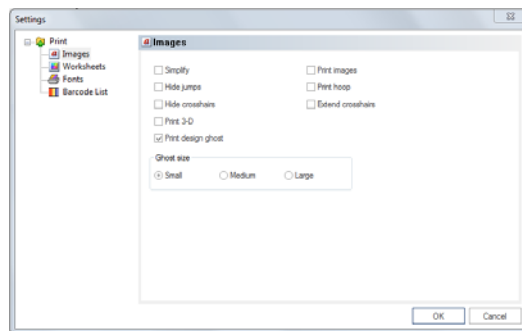 Settings
Print
Images
Worksheets
Fonts
Barcode List
Images
Simplify
Print images
Hide jumps
Print hoop
Hide crosshairs
Extend crosshairs
Print 3-D
Print design ghost
Ghost size
Small
Medium
Large
OK
Cancel